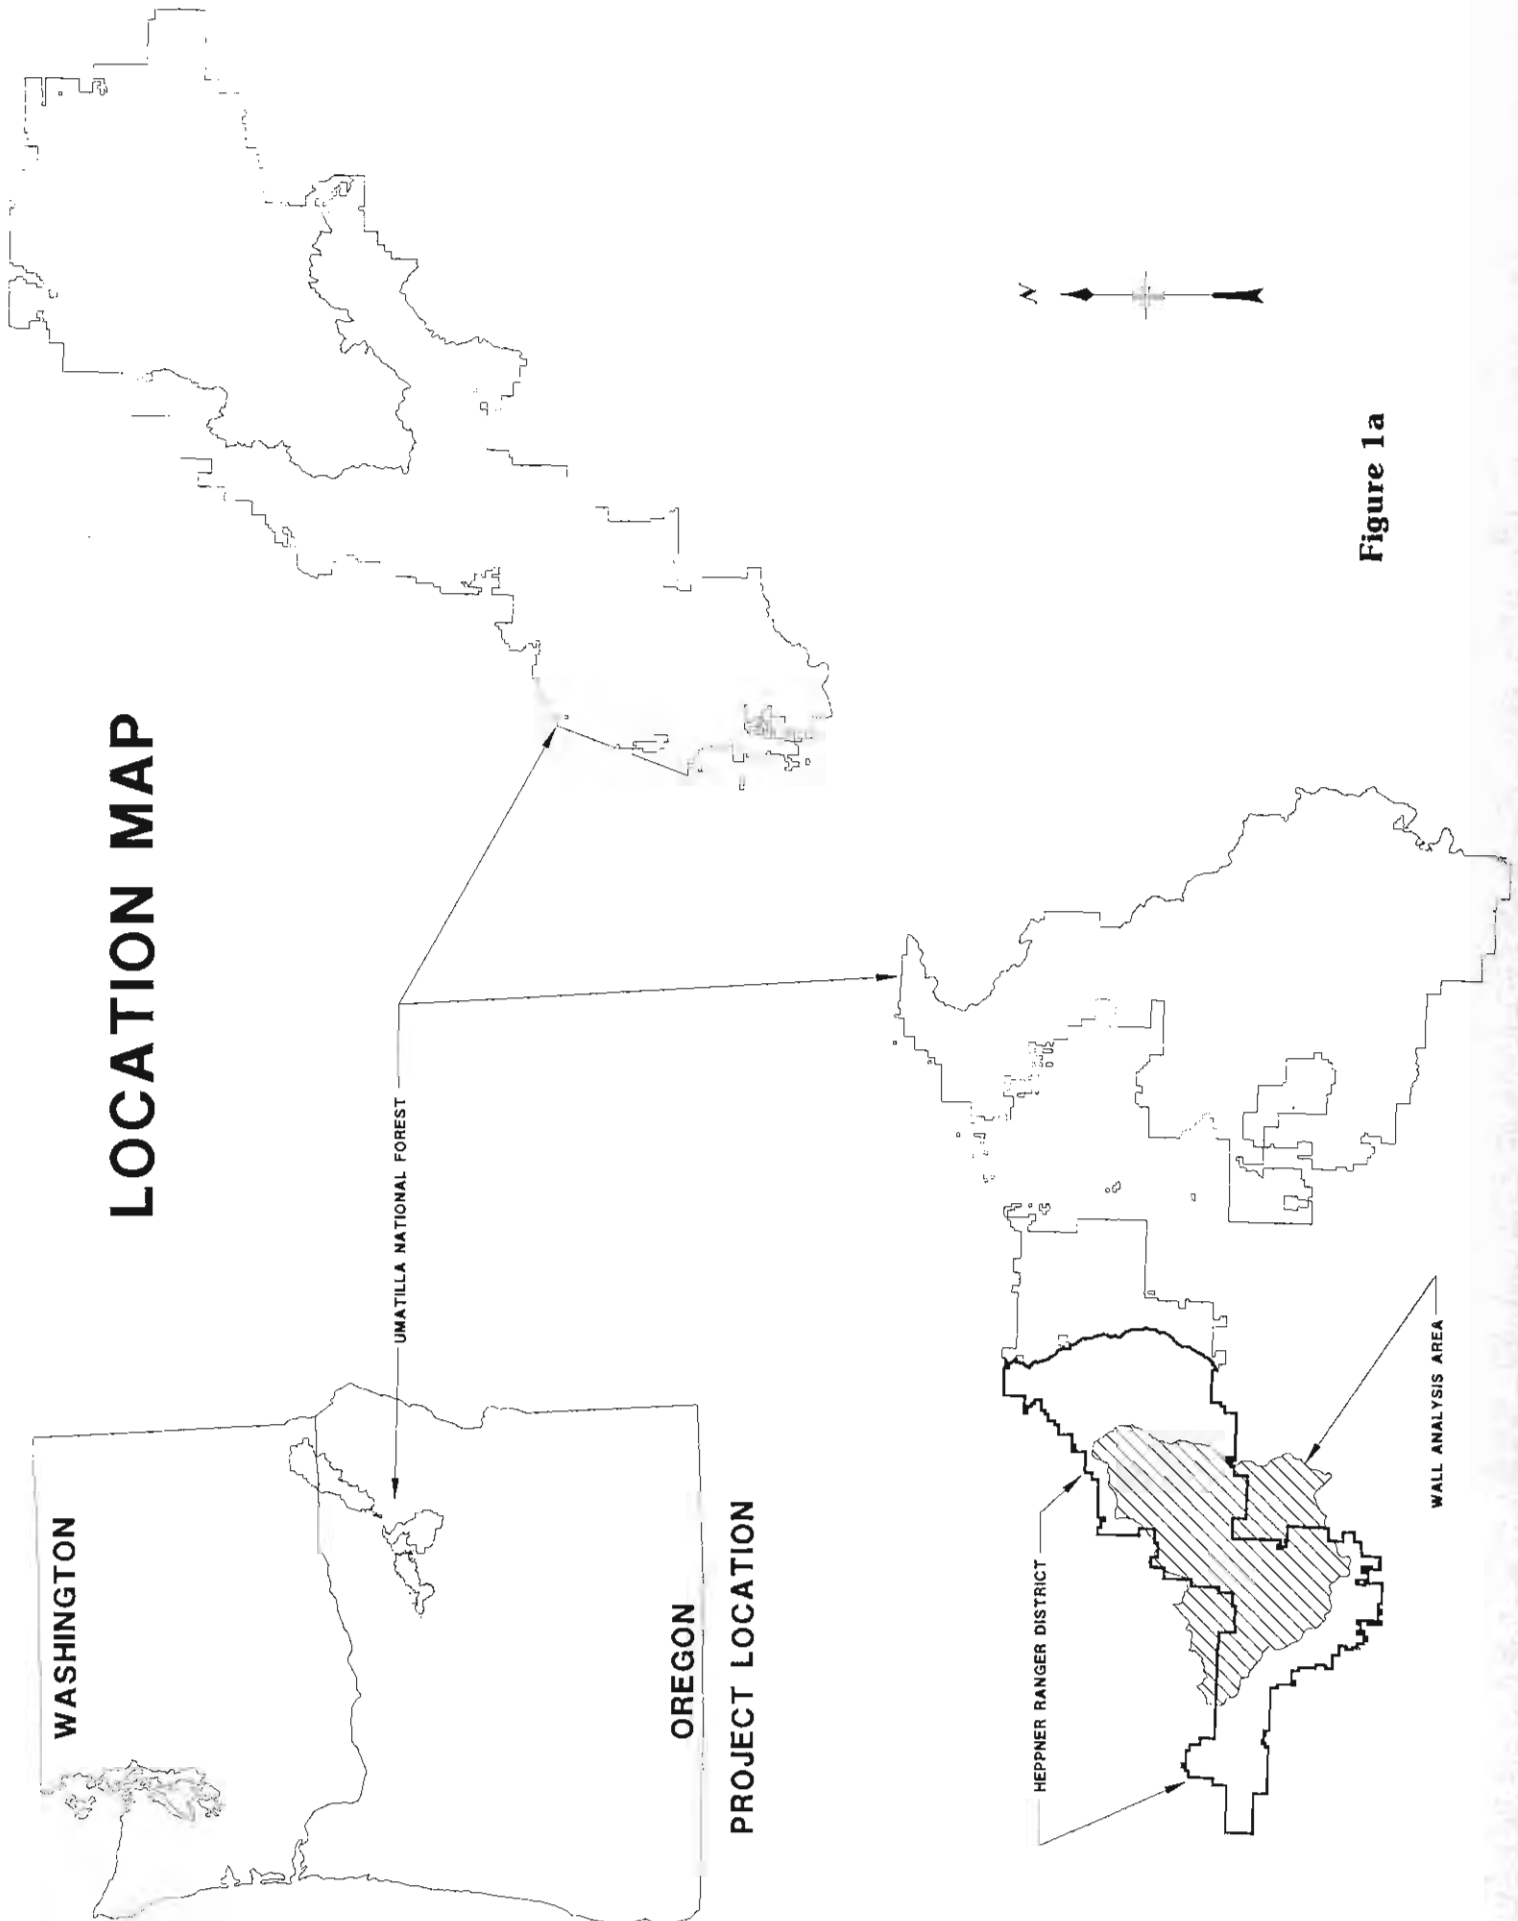 LOCATION MAP
WASHINGTON
UMATILLA NATIONAL FOREST
OREGON
PROJECT LOCATION
N
HEPPNER RANGER DISTRICT
WALL ANALYSIS AREA
Figure 1a